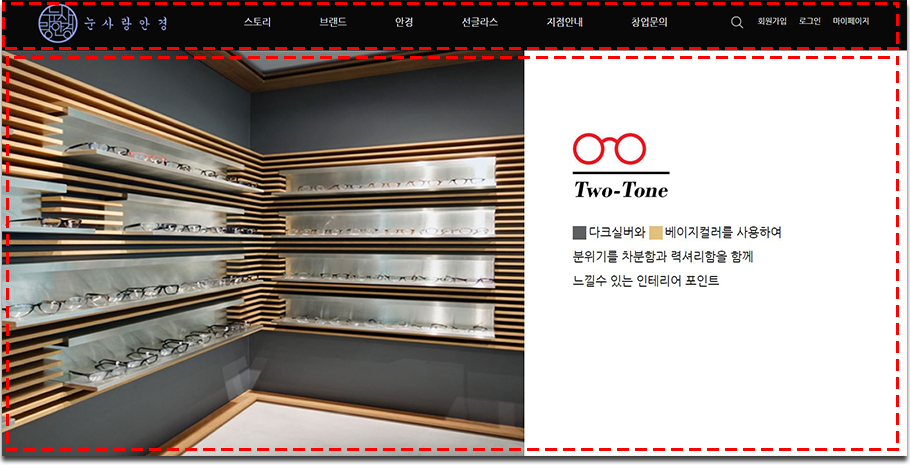 눈사랑안경
스토리 브랜드 안경 선글라스 지점안내 창업문의 회원가입 로그인 마이페이지
Two-Tone
다크실버와 베이지컬러를 사용하여
분위기를 차분함과 력셔리함을 함께
느낄수 있는 인테리어 포인트